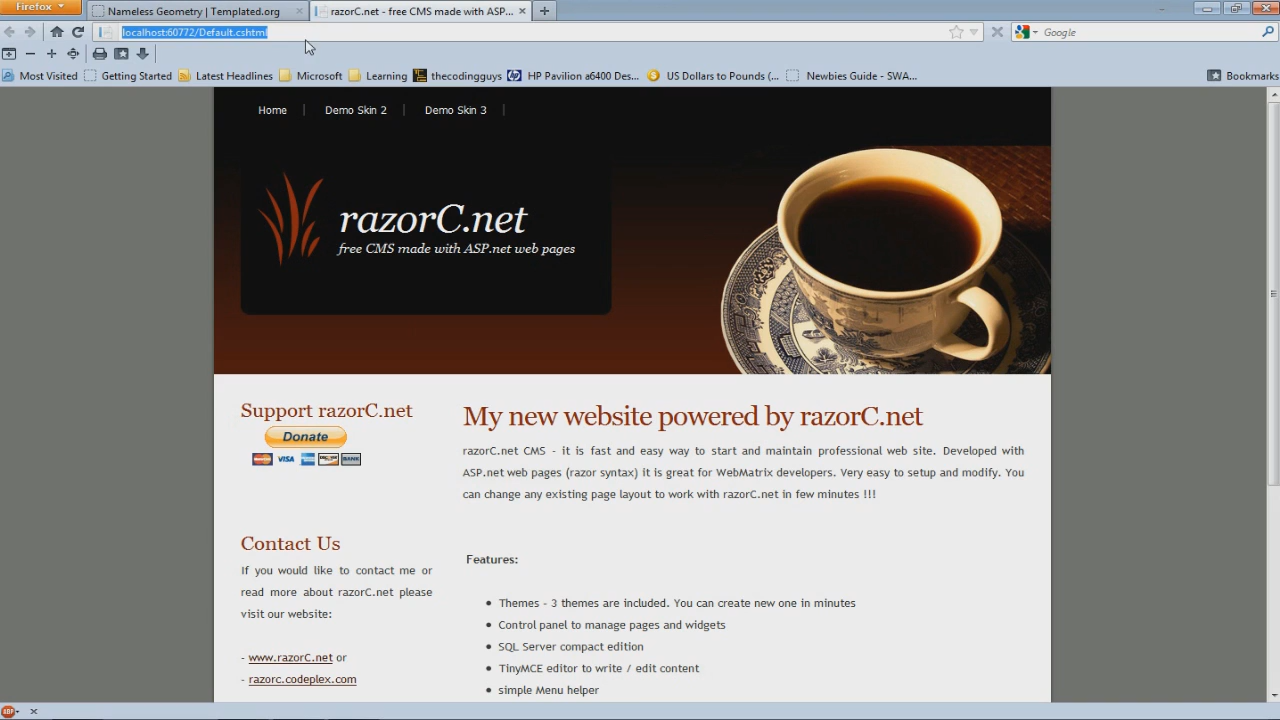 Firefox
Nameless Geometry | Templated.org
razorC.net - free CMS made with ASP...
localhost:60772/Default.cshtml
Google
Most Visited
Getting Started
Latest Headlines
Microsoft
Learning
thecodingguys
HP Pavilion a6400 Des...
US Dollars to Pounds (...
Newbies Guide - SWA...
Bookmarks
Home
Demo Skin 2
Demo Skin 3
razorC.net
free CMS made with ASP.net web pages
Support razorC.net
Donate
VISA
BANK
Contact Us
If you would like to contact me or
read more about razorC.net please
visit our website:
- www.razorC.net or
- razorc.codeplex.com
My new website powered by razorC.net
razorC.net CMS - it is fast and easy way to start and maintain professional web site. Developed with
ASP.net web pages (razor syntax) it is great for WebMatrix developers. Very easy to setup and modify. You
can change any existing page layout to work with razorC.net in few minutes !!!
Features:
Themes - 3 themes are included. You can create new one in minutes
Control panel to manage pages and widgets
SQL Server compact edition
TinyMCE editor to write / edit content
simple Menu helper
ABP